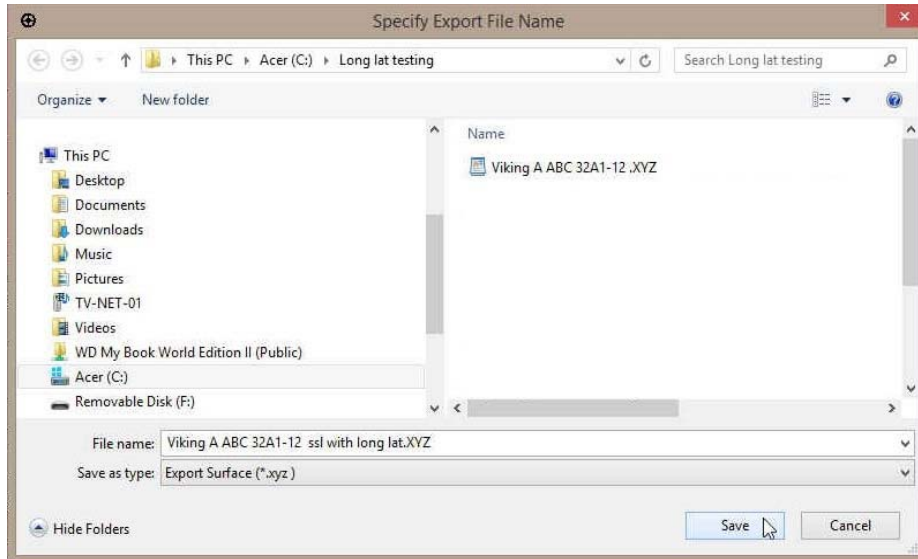 Specify Export File Name
This PC Acer (C:) Long lat testing
Search Long lat testing
Organize New folder
Name
This PC
Viking A ABC 32A1-12 .XYZ
Desktop
Documents
Downloads
Music
Pictures
TV-NET-01
Videos
WD My Book World Edition II (Public)
Acer (C:)
Removable Disk (F:)
File name: Viking A ABC 32A1-12 ssl with long lat.XYZ
Save as type: Export Surface (*.xyz )
Hide Folders
Save Cancel